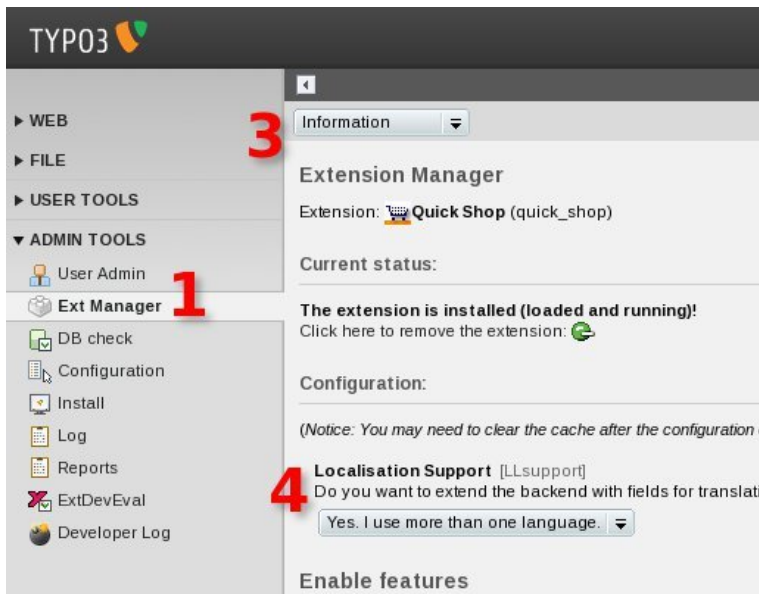 TYPO3
WEB
FILE
USER TOOLS
ADMIN TOOLS
User Admin
1
Ext Manager
DB check
Configuration
Install
Log
Reports
ExtDevEval
Developer Log
3
Information
Extension Manager
Extension: Quick Shop (quick_shop)
Current status:
The extension is installed (loaded and running)!
Click here to remove the extension:
Configuration:
(Notice: You may need to clear the cache after the configuration
4
Localisation Support [LLsupport]
Do you want to extend the backend with fields for translati
Yes. I use more than one language.
Enable features